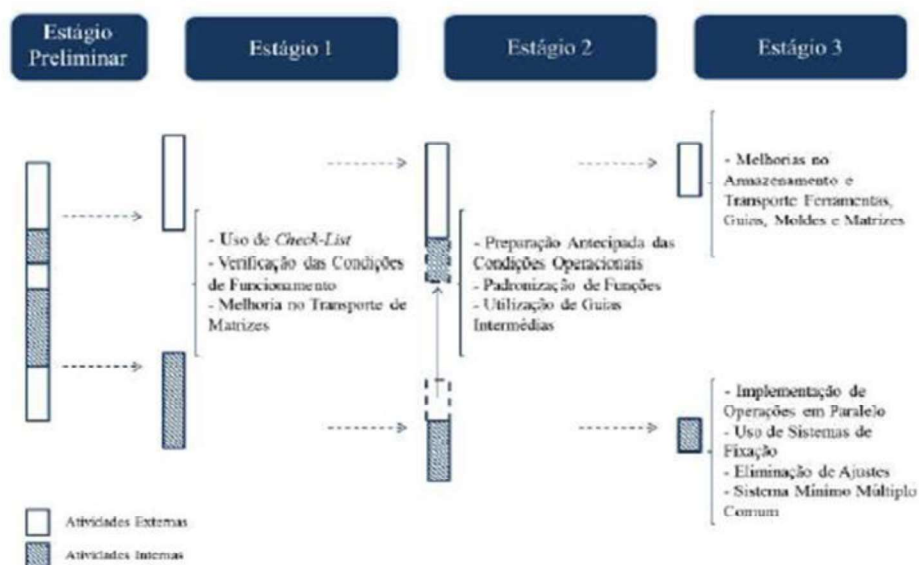 Estágio
Preliminar
Estágio 1
Estágio 2
Estágio 3
- Uso de Check-List
- Verificação das Condições
de Funcionamento
- Melhoria no Transporte de
Matrizes
- Preparação Antecipada das
Condições Operacionais
- Padronização de Funções
- Utilização de Guias
Intermédias
- Melhorias no
Armazenamento e
Transporte Ferramentas,
Guias, Moldes e Matrizes
- Implementação de
Operações em Paralelo
- Uso de Sistemas de
Fixação
- Eliminação de Ajustes
- Sistema Mínimo Múltiplo
Comum
Atividades Externas
Atividades Internas